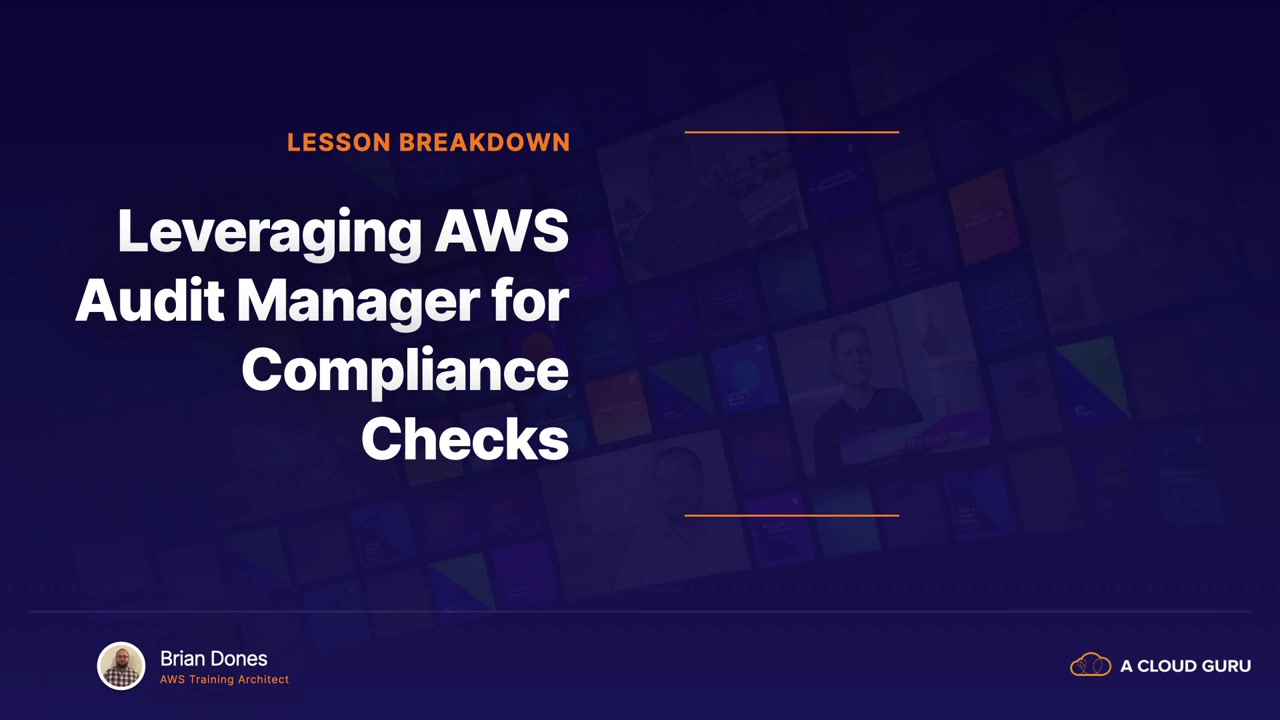 LESSON BREAKDOWN
Leveraging AWS
Audit Manager for
Compliance
Checks
Brian Dones
AWS Training Architect
A CLOUD GURU